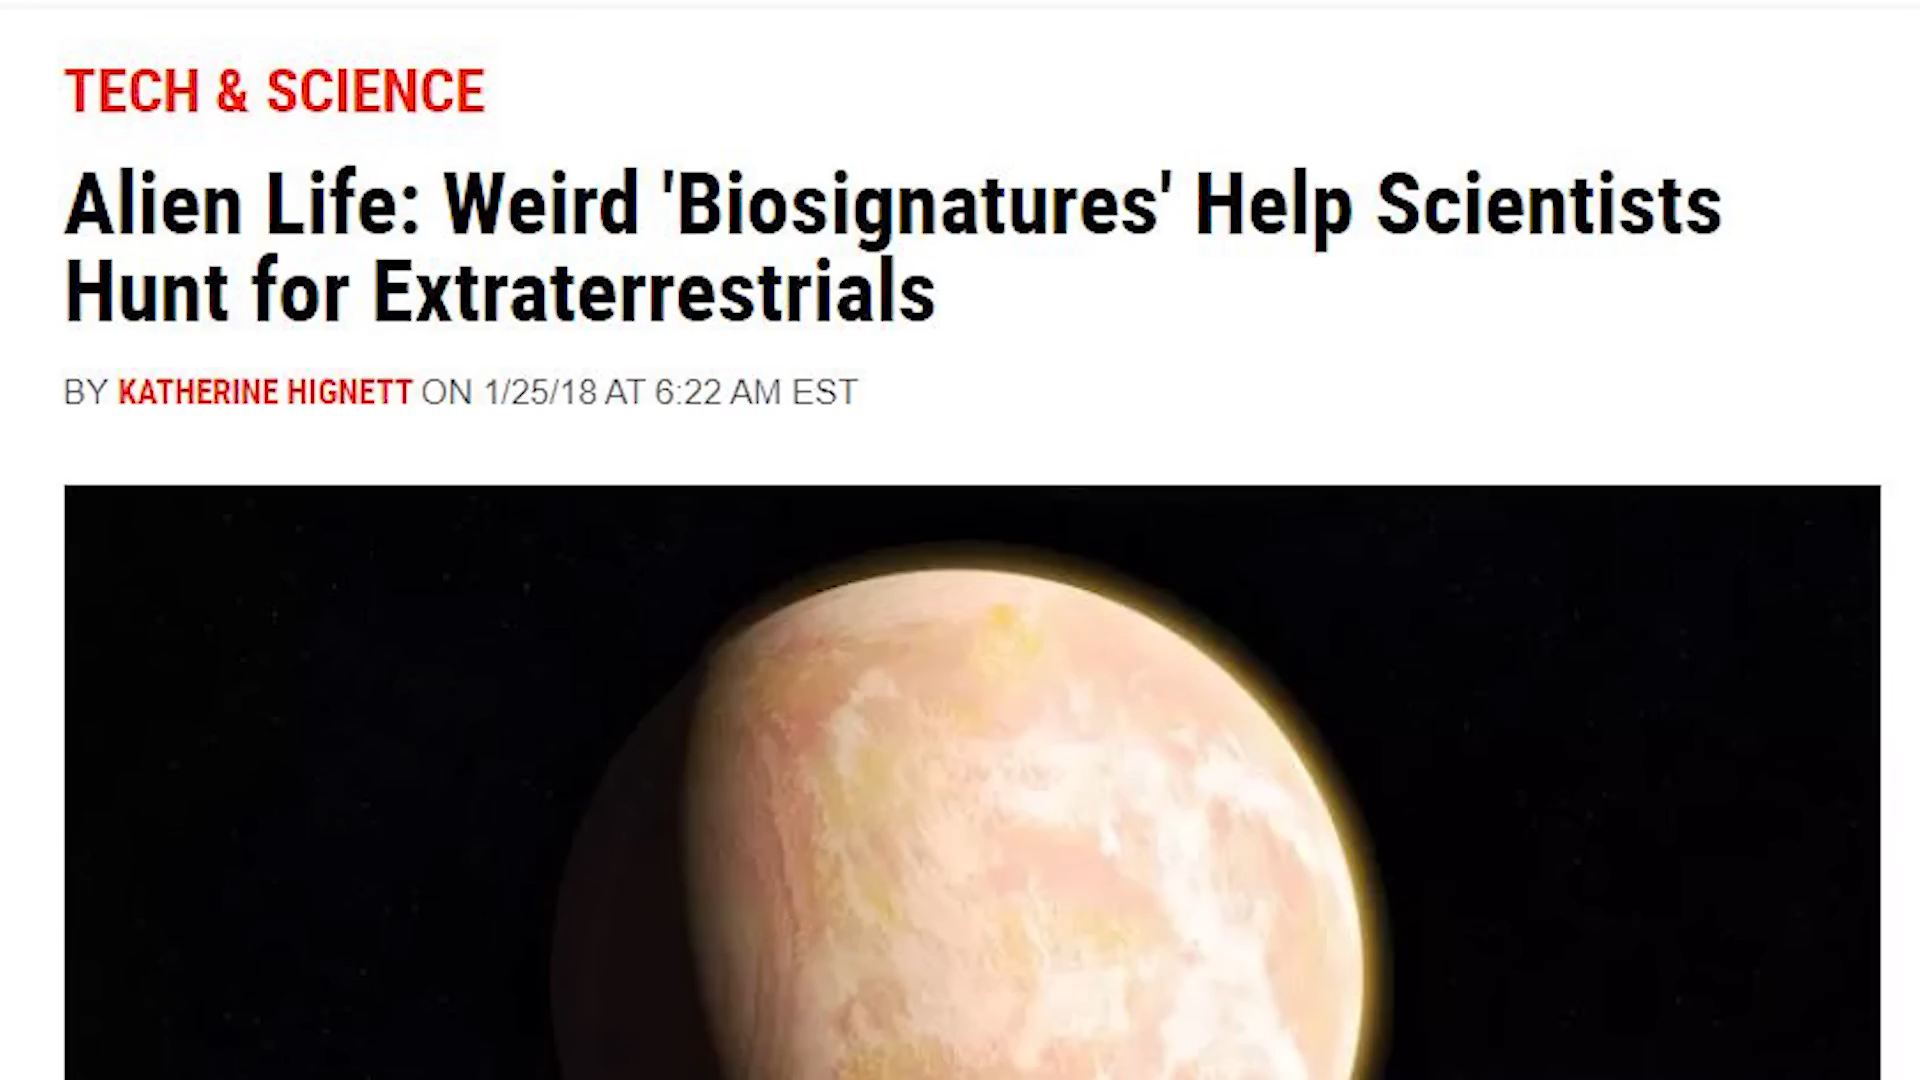 TECH & SCIENCE
Alien Life: Weird 'Biosignatures' Help Scientists
Hunt for Extraterrestrials
BY KATHERINE HIGNETT ON 1/25/18 AT 6:22 AM EST